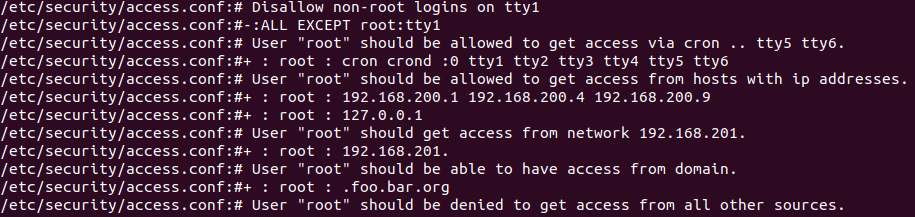 /etc/security/access.conf:# Disallow non-root logins on tty1
/etc/security/access.conf:#-:ALL EXCEPT root:tty1
/etc/security/access.conf:# User "root" should be allowed to get access via cron .. tty5 tty6.
/etc/security/access.conf:#+ : root : cron crond :0 tty1 tty2 tty3 tty4 tty5 tty6
/etc/security/access.conf:# User "root" should be allowed to get access from hosts with ip addresses.
/etc/security/access.conf:#+ : root : 192.168.200.1 192.168.200.4 192.168.200.9
/etc/security/access.conf:#+ : root : 127.0.0.1
/etc/security/access.conf:# User "root" should get access from network 192.168.201.
/etc/security/access.conf:#+ : root : 192.168.201.
/etc/security/access.conf:# User "root" should be able to have access from domain.
/etc/security/access.conf:#+ : root : .foo.bar.org
/etc/security/access.conf:# User "root" should be denied to get access from all other sources.